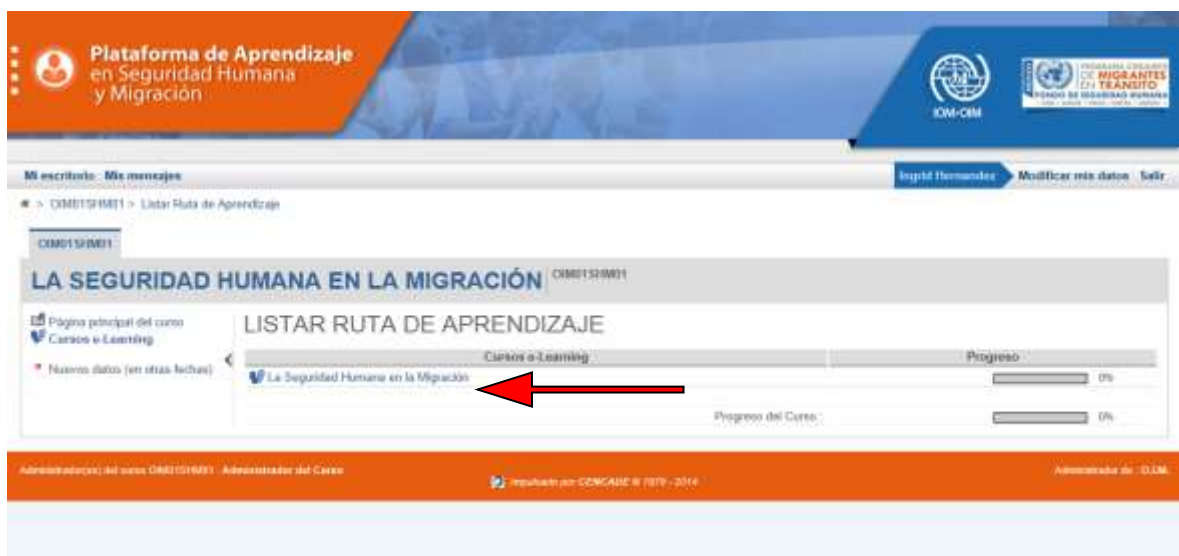 Plataforma de Aprendizaje
en Seguridad Humana
y Migración
IOM•OIM
MIGRANTES
EN TRÁNSITO
FONDO DE SEGURIDAD HUMANA
Mi escritorio Mis mensajes
Ingrid Hernandez Modificar mis datos Salir
> OIM01SHM01 > Listar Ruta de Aprendizaje
OIM01SHM01
LA SEGURIDAD HUMANA EN LA MIGRACIÓN OIM01SHM01
Página principal del curso
Cursos e-Learning
Nuevos datos (en otras fechas)
LISTAR RUTA DE APRENDIZAJE
Cursos e-Learning Progreso
La Seguridad Humana en la Migración 0%
Progreso del Curso : 0%
Administrador(es) del curso OIM01SHM01 : Administrador del Curso
Impulsado por CENCADE © 1979 - 2014
Administrador de : O.I.M.